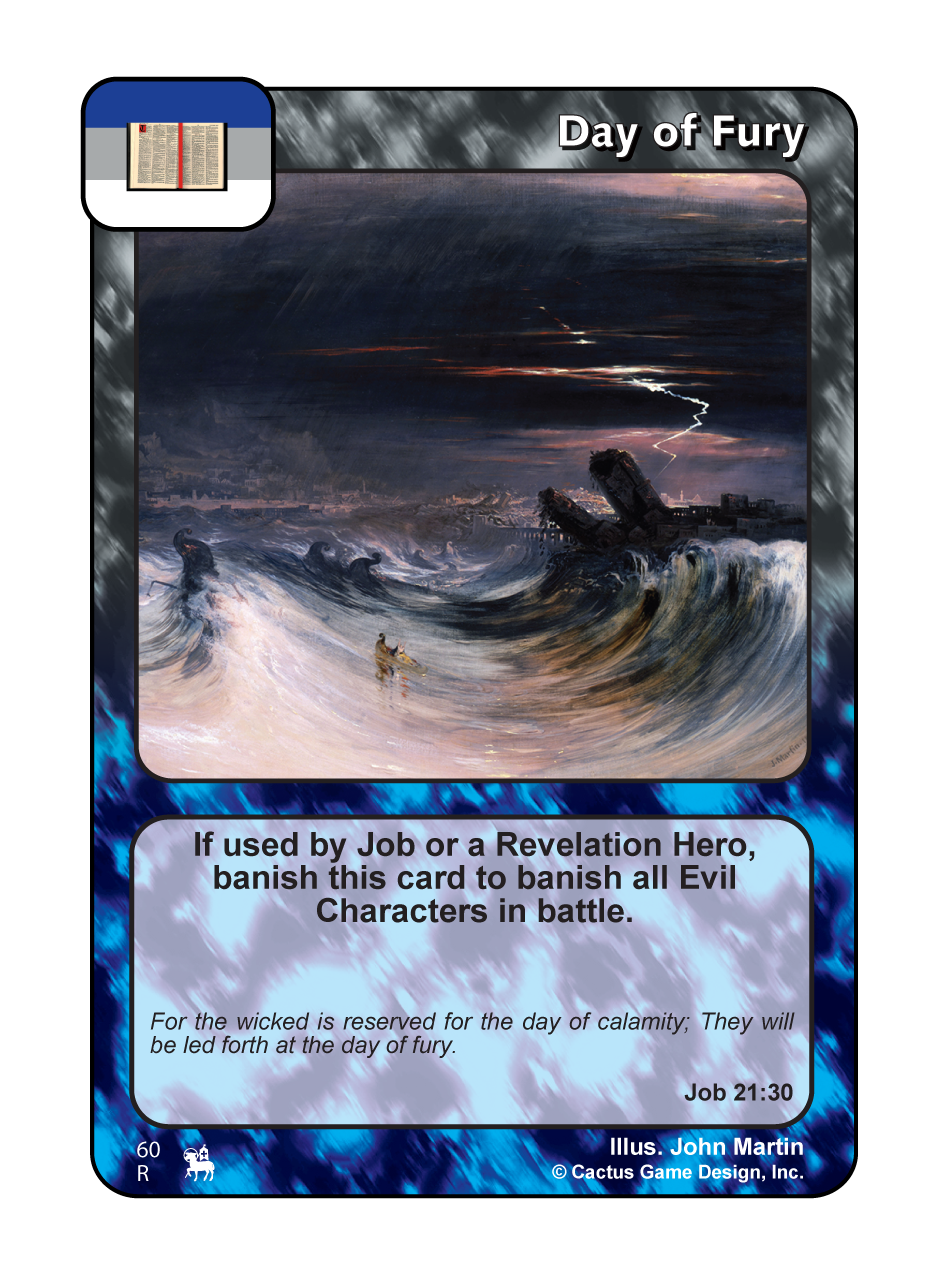 Day of Fury
J. Martin
If used by Job or a Revelation Hero,
banish this card to banish all Evil
Characters in battle.
For the wicked is reserved for the day of calamity; They will
be led forth at the day of fury.
Job 21:30
60
R
Illus. John Martin
© Cactus Game Design, Inc.